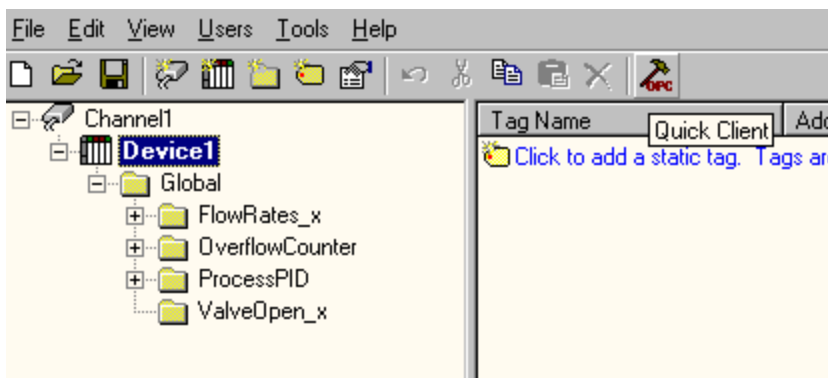 File Edit View Users Tools Help
OPC
Channel1
Device1
Global
FlowRates_x
OverflowCounter
ProcessPID
ValveOpen_x
Tag Name
Quick Client
Click to add a static tag. Tags